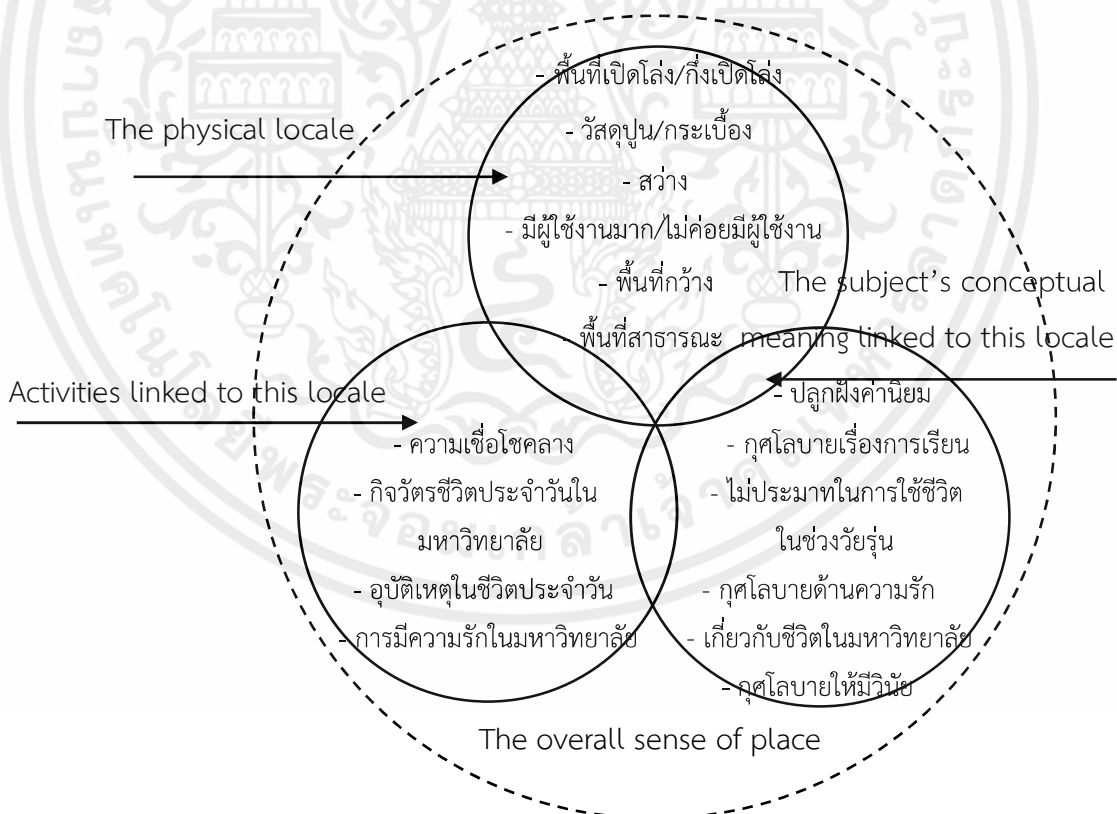 The physical locale
- พื้นที่เปิดโล่ง/กึ่งเปิดโล่ง
- วัสดุปูน/กระเบื้อง
- สว่าง
- มีผู้ใช้งานมาก/ไม่ค่อยมีผู้ใช้งาน
- พื้นที่กว้าง
- พื้นที่สาธารณะ
The subject’s conceptual
meaning linked to this locale
- ปลูกฝังค่านิยม
- กุศโลบายเรื่องการเรียน
- ไม่ประมาทในการใช้ชีวิต
ในช่วงวัยรุ่น
- กุศโลบายด้านความรัก
- เกี่ยวกับชีวิตในมหาวิทยาลัย
- กุศโลบายให้มีวินัย
Activities linked to this locale
- ความเชื่อโชคลาง
- กิจวัตรชีวิตประจำวันใน
มหาวิทยาลัย
- อุบัติเหตุในชีวิตประจำวัน
- การมีความรักในมหาวิทยาลัย
The overall sense of place